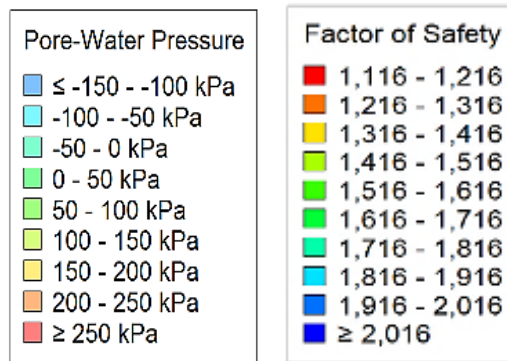 Pore-Water Pressure
≤ -150 - -100 kPa
-100 - -50 kPa
-50 - 0 kPa
0 - 50 kPa
50 - 100 kPa
100 - 150 kPa
150 - 200 kPa
200 - 250 kPa
≥ 250 kPa
Factor of Safety
1,116 - 1,216
1,216 - 1,316
1,316 - 1,416
1,416 - 1,516
1,516 - 1,616
1,616 - 1,716
1,716 - 1,816
1,816 - 1,916
1,916 - 2,016
≥ 2,016